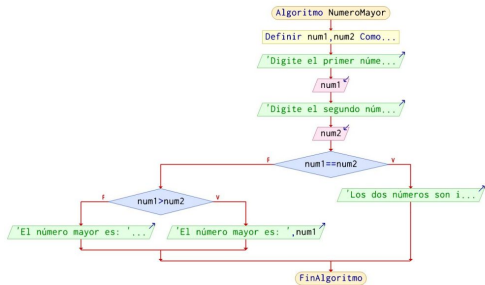 Algoritmo NumeroMayor
Definir num1,num2 Como...
'Digite el primer núme...
num1
'Digite el segundo núm...
num2
F
num1==num2
V
F
num1>num2
V
'Los dos números son i...
'El número mayor es: '...
'El número mayor es: ',num1
FinAlgoritmo